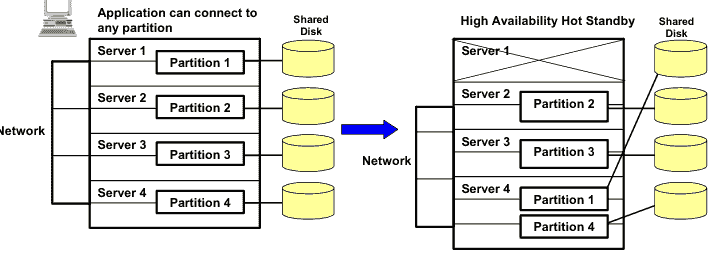 Application can connect to
any partition
Shared
Disk
Server 1
Partition 1
Server 2
Partition 2
Network
Server 3
Partition 3
Server 4
Partition 4
High Availability Hot Standby
Shared
Disk
Server 1
Server 2
Partition 2
Server 3
Partition 3
Network
Server 4
Partition 1
Partition 4